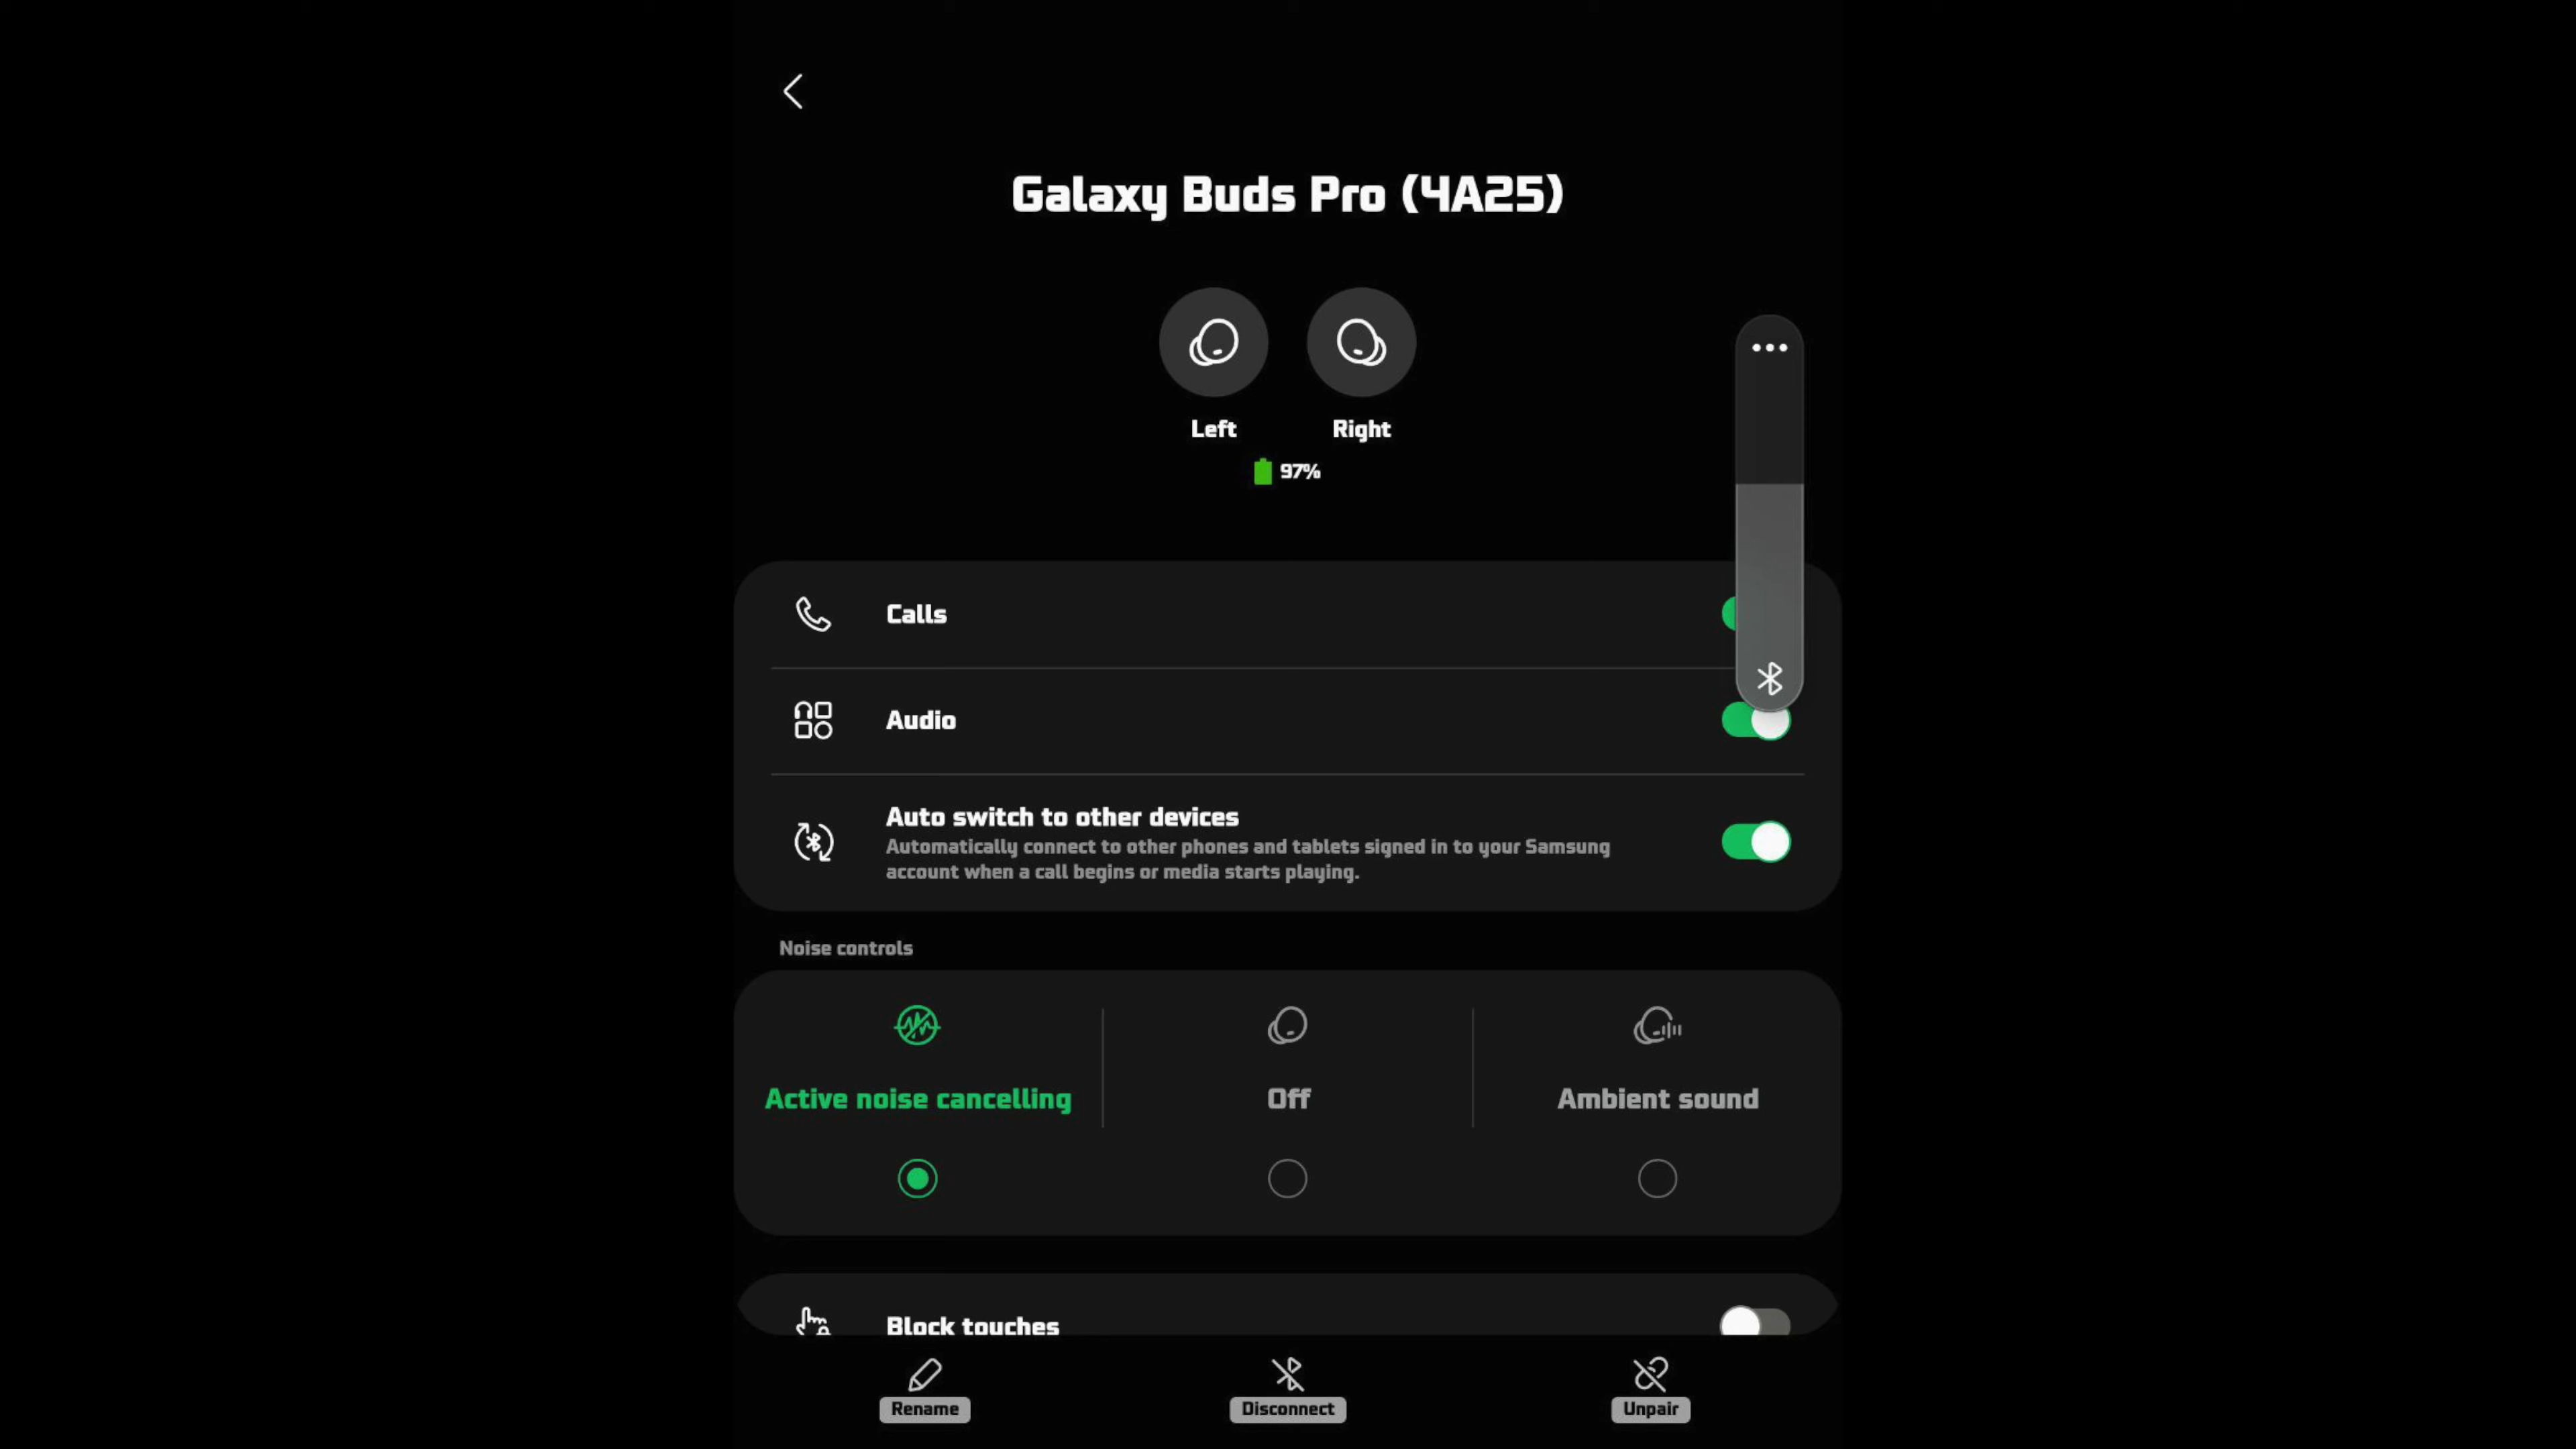 Galaxy Buds Pro (4A25)
Left
Right
97%
Calls
Audio
Auto switch to other devices
Automatically connect to other phones and tablets signed in to your Samsung
account when a call begins or media starts playing.
Noise controls
Active noise cancelling
Off
Ambient sound
Block touches
Rename
Disconnect
Unpair